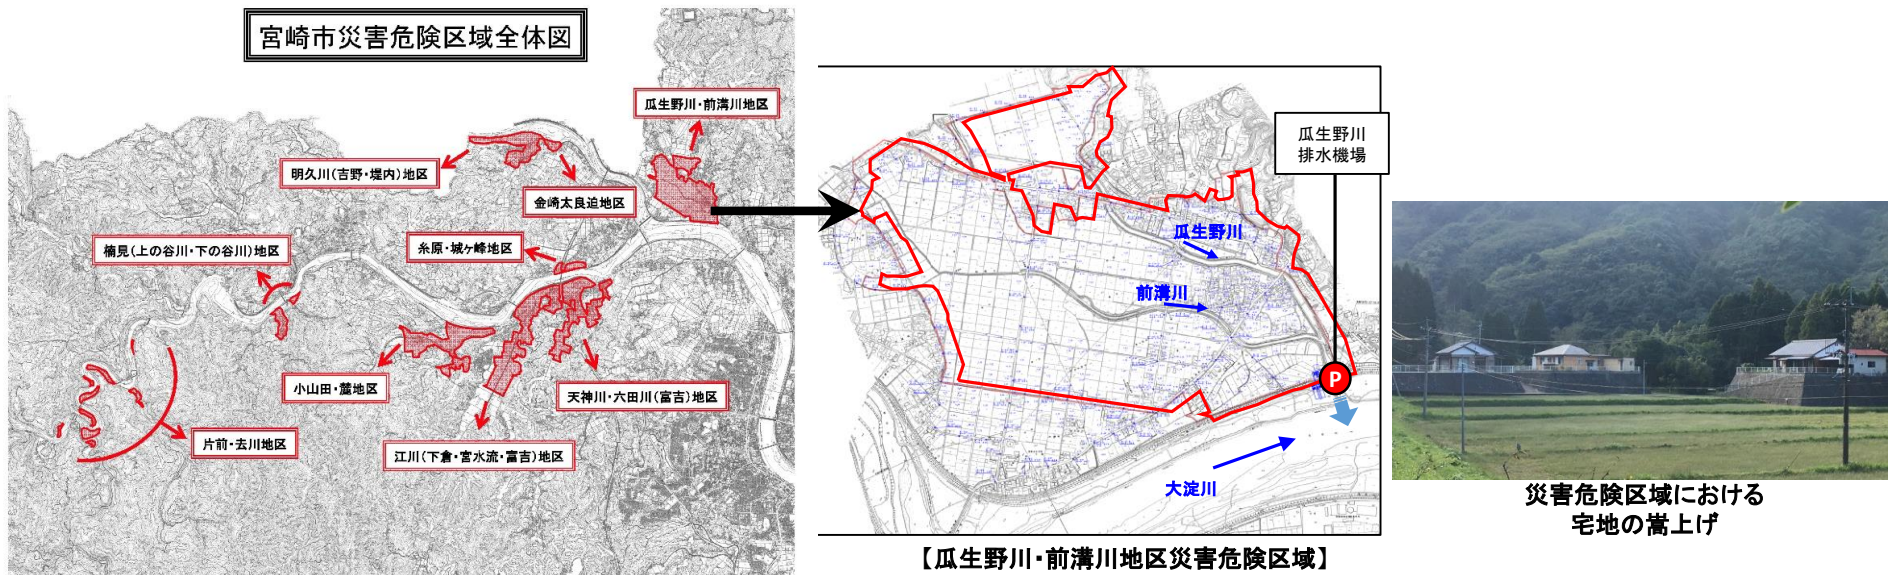 宮崎市災害危険区域全体図
瓜生野川・前溝川地区
明久川(吉野・堤内)地区
金崎太良迫地区
楠見(上の谷川・下の谷川)地区
糸原・城ヶ峰地区
小山田・麓地区
天神川・六田川(富吉)地区
片前・去川地区
江川(下倉・宮水流・富吉)地区
瓜生野川
排水機場
瓜生野川
前溝川
P
大淀川
【瓜生野川・前溝川地区災害危険区域】
災害危険区域における
宅地の嵩上げ